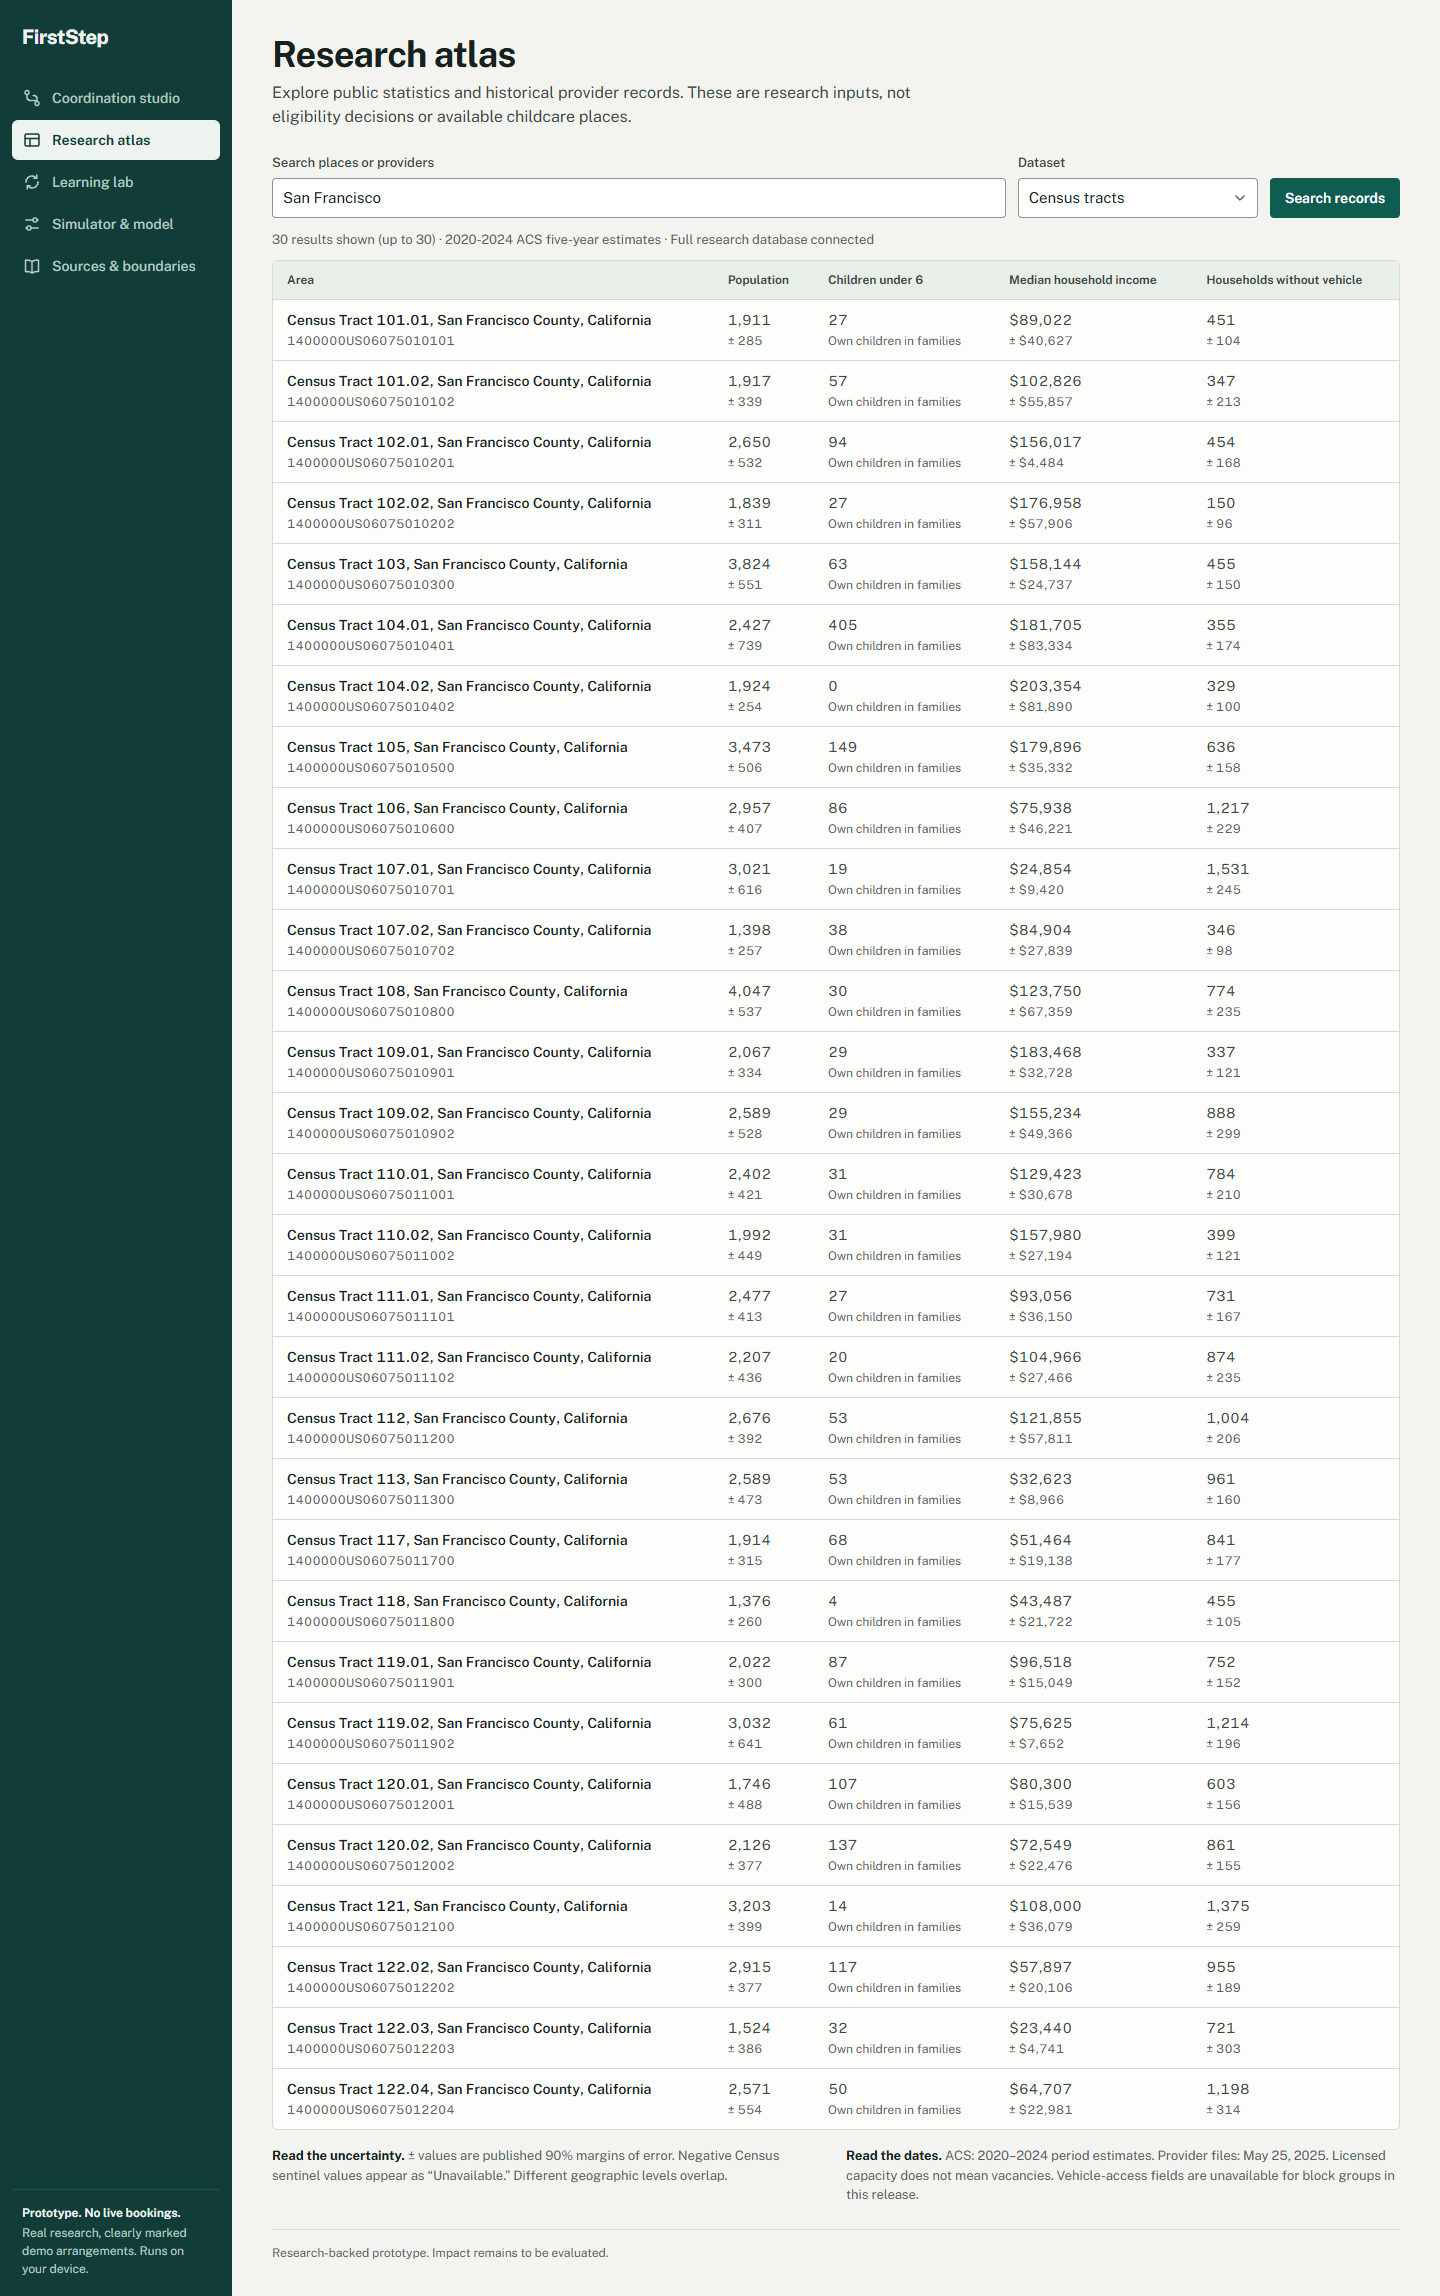 FirstStep
Coordination studio
Research atlas
Learning lab
Simulator & model
Sources & boundaries
Prototype. No live bookings.
Real research, clearly marked
demo arrangements. Runs on
your device.
Research atlas
Explore public statistics and historical provider records. These are research inputs, not
eligibility decisions or available childcare places.
Search places or providers
Dataset
San Francisco
Census tracts
Search records
30 results shown (up to 30) · 2020-2024 ACS five-year estimates · Full research database connected
Area Population Children under 6 Median household income Households without vehicle
Census Tract 101.01, San Francisco County, California 1,911 27 $89,022 451
1400000US06075010101 ± 285 Own children in families ± $40,627 ± 104
Census Tract 101.02, San Francisco County, California 1,917 57 $102,826 347
1400000US06075010102 ± 339 Own children in families ± $55,857 ± 213
Census Tract 102.01, San Francisco County, California 2,650 94 $156,017 454
1400000US06075010201 ± 532 Own children in families ± $4,484 ± 168
Census Tract 102.02, San Francisco County, California 1,839 27 $176,958 150
1400000US06075010202 ± 311 Own children in families ± $57,906 ± 96
Census Tract 103, San Francisco County, California 3,824 63 $158,144 455
1400000US06075010300 ± 551 Own children in families ± $24,737 ± 150
Census Tract 104.01, San Francisco County, California 2,427 405 $181,705 355
1400000US06075010401 ± 739 Own children in families ± $83,334 ± 174
Census Tract 104.02, San Francisco County, California 1,924 0 $203,354 329
1400000US06075010402 ± 254 Own children in families ± $81,890 ± 100
Census Tract 105, San Francisco County, California 3,473 149 $179,896 636
1400000US06075010500 ± 506 Own children in families ± $35,332 ± 158
Census Tract 106, San Francisco County, California 2,957 86 $75,938 1,217
1400000US06075010600 ± 407 Own children in families ± $46,221 ± 229
Census Tract 107.01, San Francisco County, California 3,021 19 $24,854 1,531
1400000US06075010701 ± 616 Own children in families ± $9,420 ± 245
Census Tract 107.02, San Francisco County, California 1,398 38 $84,904 346
1400000US06075010702 ± 257 Own children in families ± $27,839 ± 98
Census Tract 108, San Francisco County, California 4,047 30 $123,750 774
1400000US06075010800 ± 537 Own children in families ± $67,359 ± 235
Census Tract 109.01, San Francisco County, California 2,067 29 $183,468 337
1400000US06075010901 ± 334 Own children in families ± $32,728 ± 121
Census Tract 109.02, San Francisco County, California 2,589 29 $155,234 888
1400000US06075010902 ± 528 Own children in families ± $49,366 ± 299
Census Tract 110.01, San Francisco County, California 2,402 31 $129,423 784
1400000US06075011001 ± 421 Own children in families ± $30,678 ± 210
Census Tract 110.02, San Francisco County, California 1,992 31 $157,980 399
1400000US06075011002 ± 449 Own children in families ± $27,194 ± 121
Census Tract 111.01, San Francisco County, California 2,477 27 $93,056 731
1400000US06075011101 ± 413 Own children in families ± $36,150 ± 167
Census Tract 111.02, San Francisco County, California 2,207 20 $104,966 874
1400000US06075011102 ± 436 Own children in families ± $27,466 ± 235
Census Tract 112, San Francisco County, California 2,676 53 $121,855 1,004
1400000US06075011200 ± 392 Own children in families ± $57,811 ± 206
Census Tract 113, San Francisco County, California 2,589 53 $32,623 961
1400000US06075011300 ± 473 Own children in families ± $8,966 ± 160
Census Tract 117, San Francisco County, California 1,914 68 $51,464 841
1400000US06075011700 ± 315 Own children in families ± $19,138 ± 177
Census Tract 118, San Francisco County, California 1,376 4 $43,487 455
1400000US06075011800 ± 260 Own children in families ± $21,722 ± 105
Census Tract 119.01, San Francisco County, California 2,022 87 $96,518 752
1400000US06075011901 ± 300 Own children in families ± $15,049 ± 152
Census Tract 119.02, San Francisco County, California 3,032 61 $75,625 1,214
1400000US06075011902 ± 641 Own children in families ± $7,652 ± 196
Census Tract 120.01, San Francisco County, California 1,746 107 $80,300 603
1400000US06075012001 ± 488 Own children in families ± $15,539 ± 156
Census Tract 120.02, San Francisco County, California 2,126 137 $72,549 861
1400000US06075012002 ± 377 Own children in families ± $22,476 ± 155
Census Tract 121, San Francisco County, California 3,203 14 $108,000 1,375
1400000US06075012100 ± 399 Own children in families ± $36,079 ± 259
Census Tract 122.02, San Francisco County, California 2,915 117 $57,897 955
1400000US06075012202 ± 377 Own children in families ± $20,106 ± 189
Census Tract 122.03, San Francisco County, California 1,524 32 $23,440 721
1400000US06075012203 ± 386 Own children in families ± $4,741 ± 303
Census Tract 122.04, San Francisco County, California 2,571 50 $64,707 1,198
1400000US06075012204 ± 554 Own children in families ± $22,981 ± 314
Read the uncertainty. ± values are published 90% margins of error. Negative Census
sentinel values appear as “Unavailable.” Different geographic levels overlap.
Read the dates. ACS: 2020–2024 period estimates. Provider files: May 25, 2025. Licensed
capacity does not mean vacancies. Vehicle-access fields are unavailable for block groups in
this release.
Research-backed prototype. Impact remains to be evaluated.